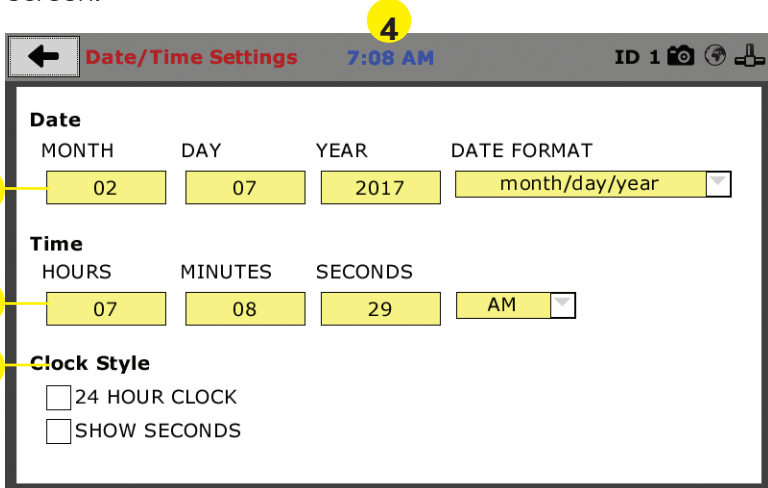 4
Date/Time Settings 7:08 AM ID 1
Date
MONTH DAY YEAR DATE FORMAT
02 07 2017 month/day/year
Time
HOURS MINUTES SECONDS
07 08 29 AM
Clock Style
24 HOUR CLOCK
SHOW SECONDS